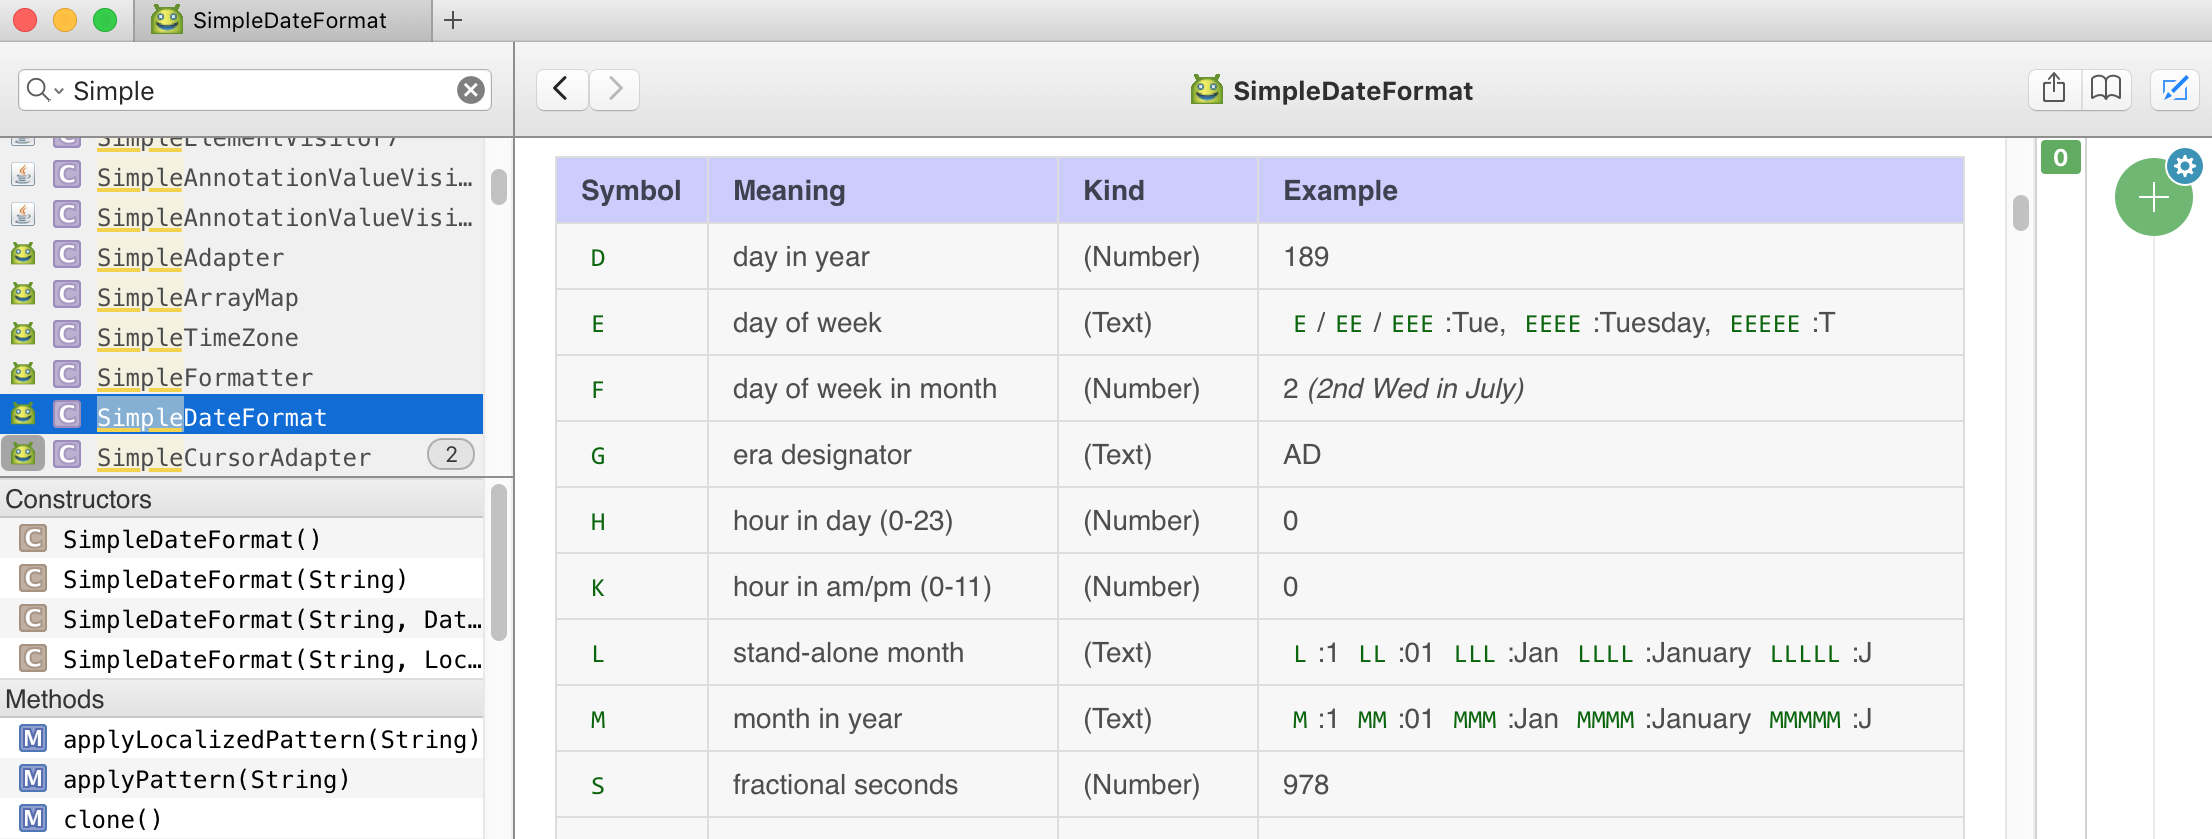 SimpleDateFormat
Simple
SimpleDateFormat
0
SimpleElementVisitor7
SimpleAnnotationValueVisi…
SimpleAnnotationValueVisi…
SimpleAdapter
SimpleArrayMap
SimpleTimeZone
SimpleFormatter
SimpleDateFormat
SimpleCursorAdapter 2
Constructors
SimpleDateFormat()
SimpleDateFormat(String)
SimpleDateFormat(String, Dat…
SimpleDateFormat(String, Loc…
Methods
applyLocalizedPattern(String)
applyPattern(String)
clone()
Symbol Meaning Kind Example
D day in year (Number) 189
E day of week (Text) E / EE / EEE :Tue, EEEE :Tuesday, EEEEE :T
F day of week in month (Number) 2 (2nd Wed in July)
G era designator (Text) AD
H hour in day (0-23) (Number) 0
K hour in am/pm (0-11) (Number) 0
L stand-alone month (Text) L :1 LL :01 LLL :Jan LLLL :January LLLLL :J
M month in year (Text) M :1 MM :01 MMM :Jan MMMM :January MMMMM :J
S fractional seconds (Number) 978